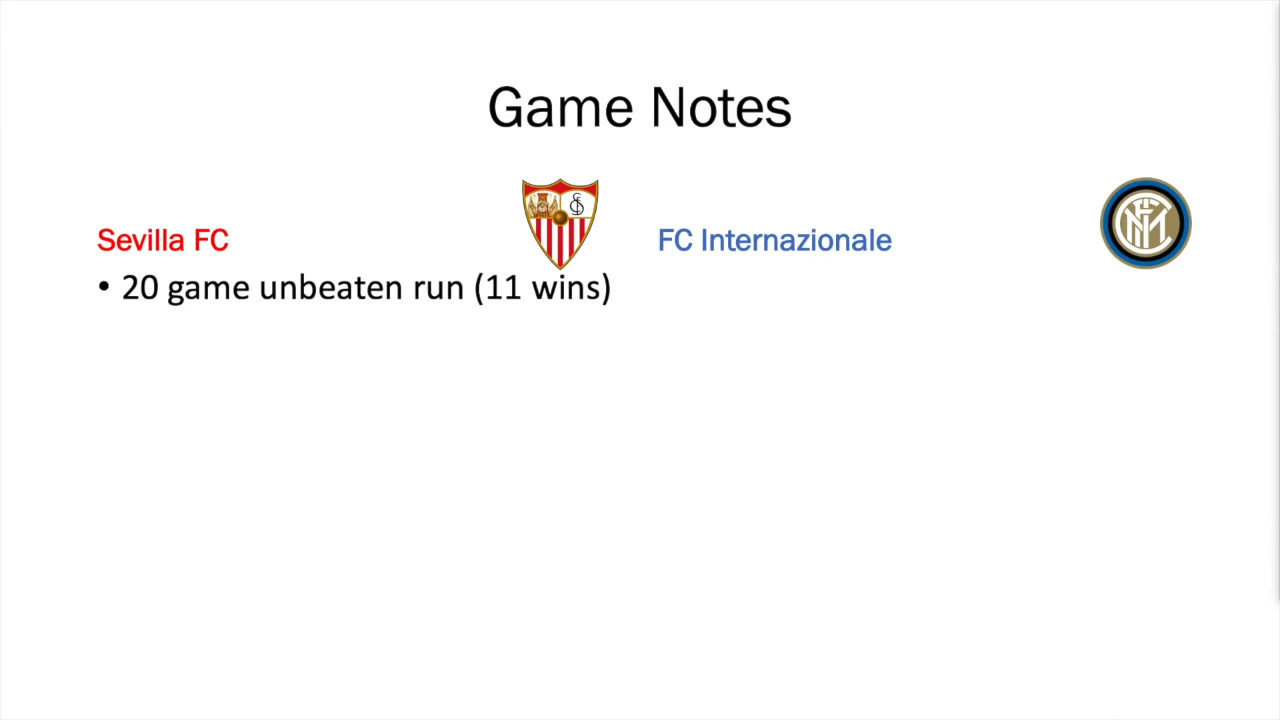 Game Notes
Sevilla FC
FC Internazionale
• 20 game unbeaten run (11 wins)